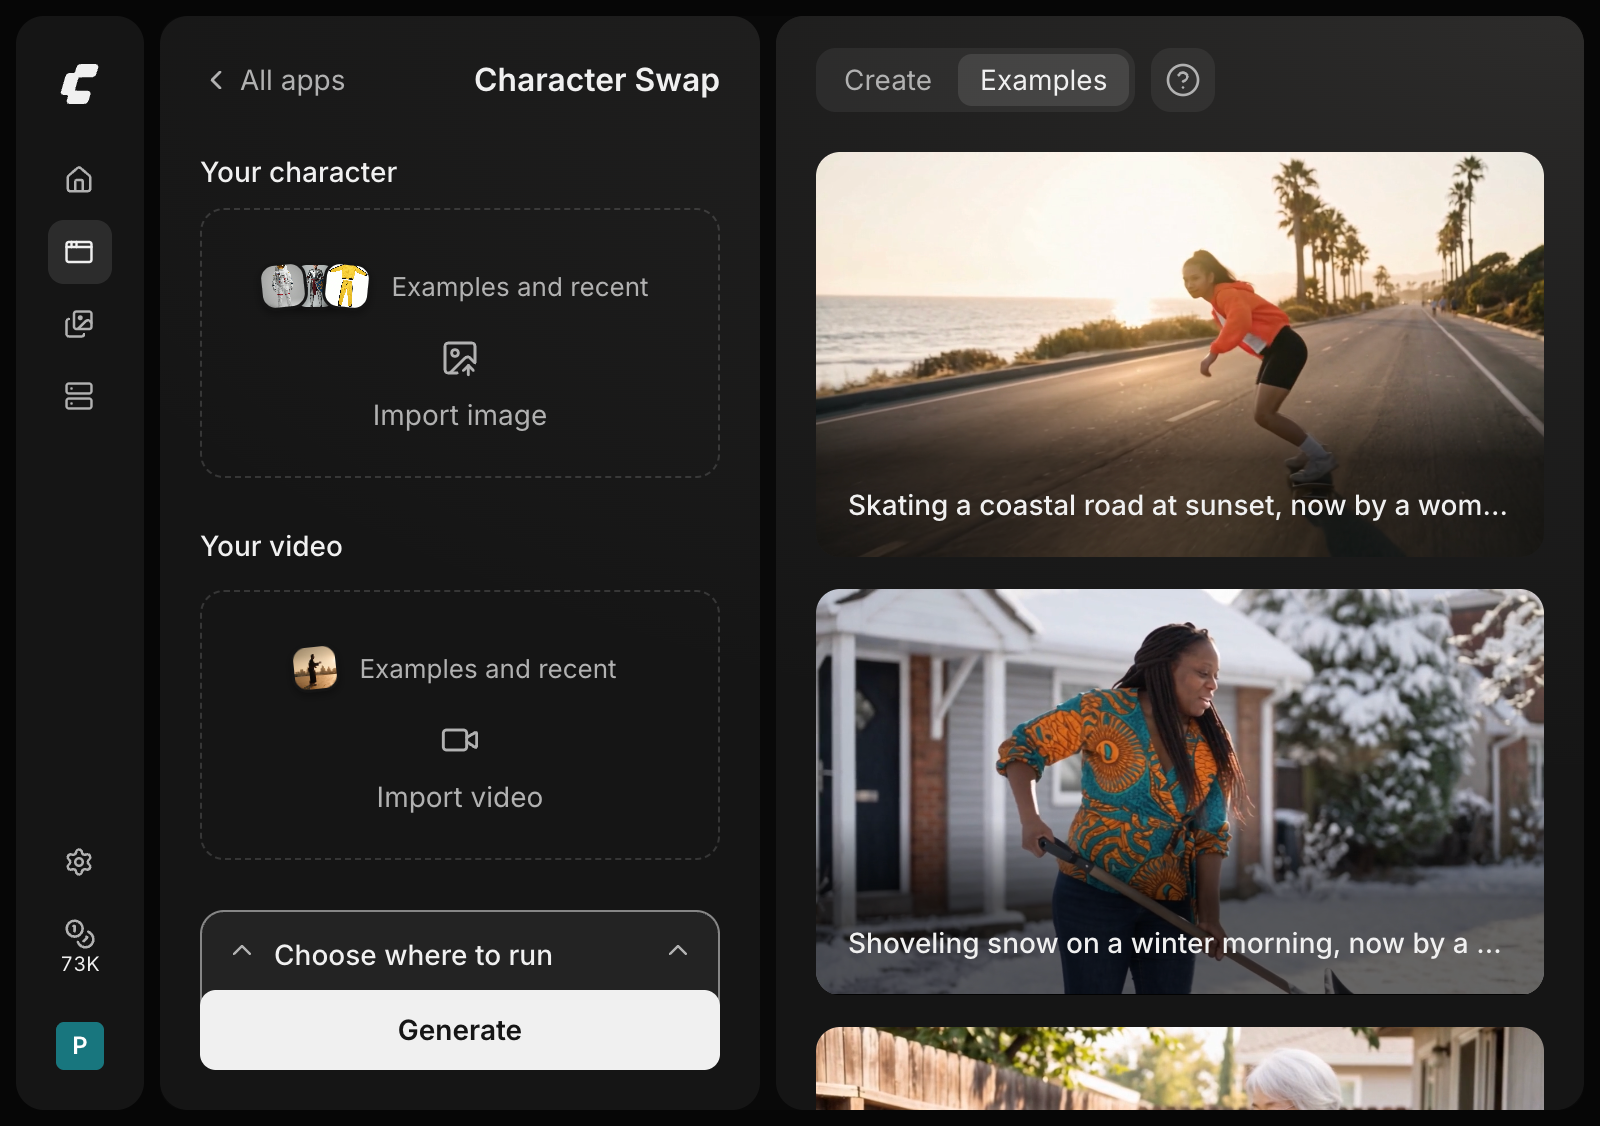 All apps
Character Swap
Your character
Examples and recent
Import image
Your video
Examples and recent
Import video
Choose where to run
Generate
73K
P
Create
Examples
Skating a coastal road at sunset, now by a wom...
Shoveling snow on a winter morning, now by a ...